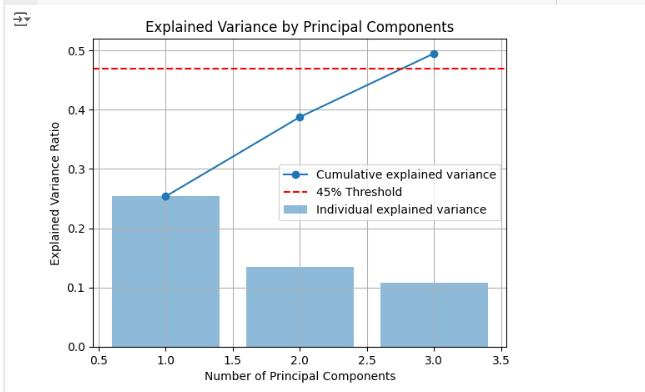 Explained Variance by Principal Components
0.5
0.4
0.3
0.2
0.1
0.0
Explained Variance Ratio
Cumulative explained variance
45% Threshold
Individual explained variance
0.5 1.0 1.5 2.0 2.5 3.0 3.5
Number of Principal Components